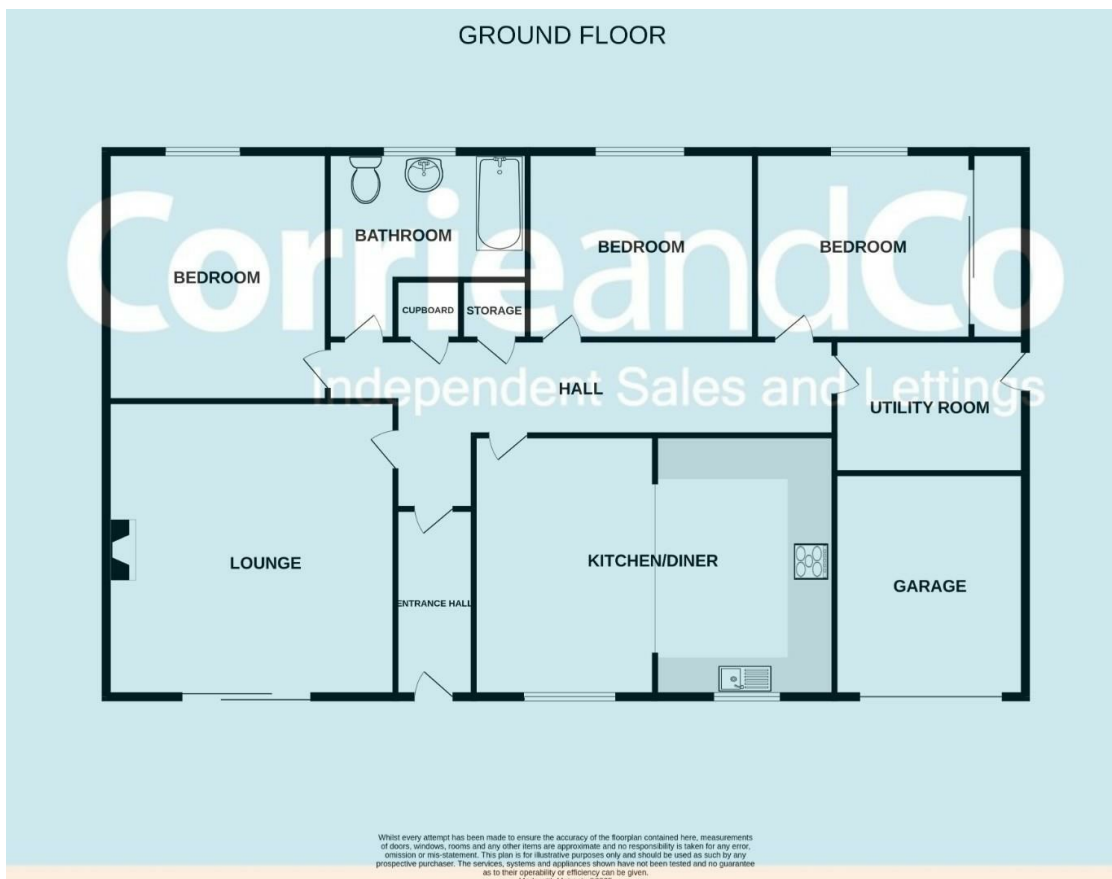 GROUND FLOOR
CorrieandCo
Independent Sales and Lettings
BEDROOM
BATHROOM
BEDROOM
BEDROOM
CUPBOARD
STORAGE
HALL
UTILITY ROOM
LOUNGE
ENTRANCE HALL
KITCHEN/DINER
GARAGE
Whilst every attempt has been made to ensure the accuracy of the floorplan contained here, measurements
of doors, windows, rooms and any other items are approximate and no responsibility is taken for any error,
omission or mis-statement. This plan is for illustrative purposes only and should be used as such by any
prospective purchaser. The services, systems and appliances shown have not been tested and no guarantee
as to their operability or efficiency can be given.